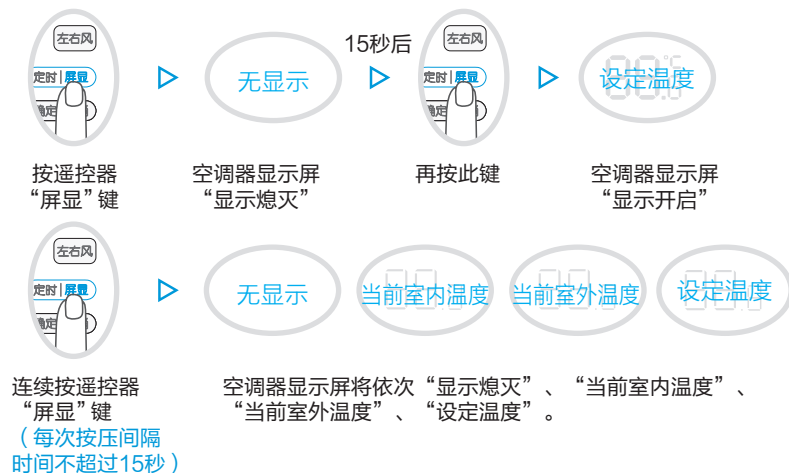 15秒后
左右风
定时|屏显
无显示
左右风
定时|屏显
设定温度
按遥控器
“屏显”键
空调器显示屏
“显示熄灭”
再按此键
空调器显示屏
“显示开启”
左右风
定时|屏显
无显示
当前室内温度
当前室外温度
设定温度
连续按遥控器
“屏显”键
（每次按压间隔
时间不超过15秒）
空调器显示屏将依次“显示熄灭”、“当前室内温度”、
“当前室外温度”、“设定温度”。